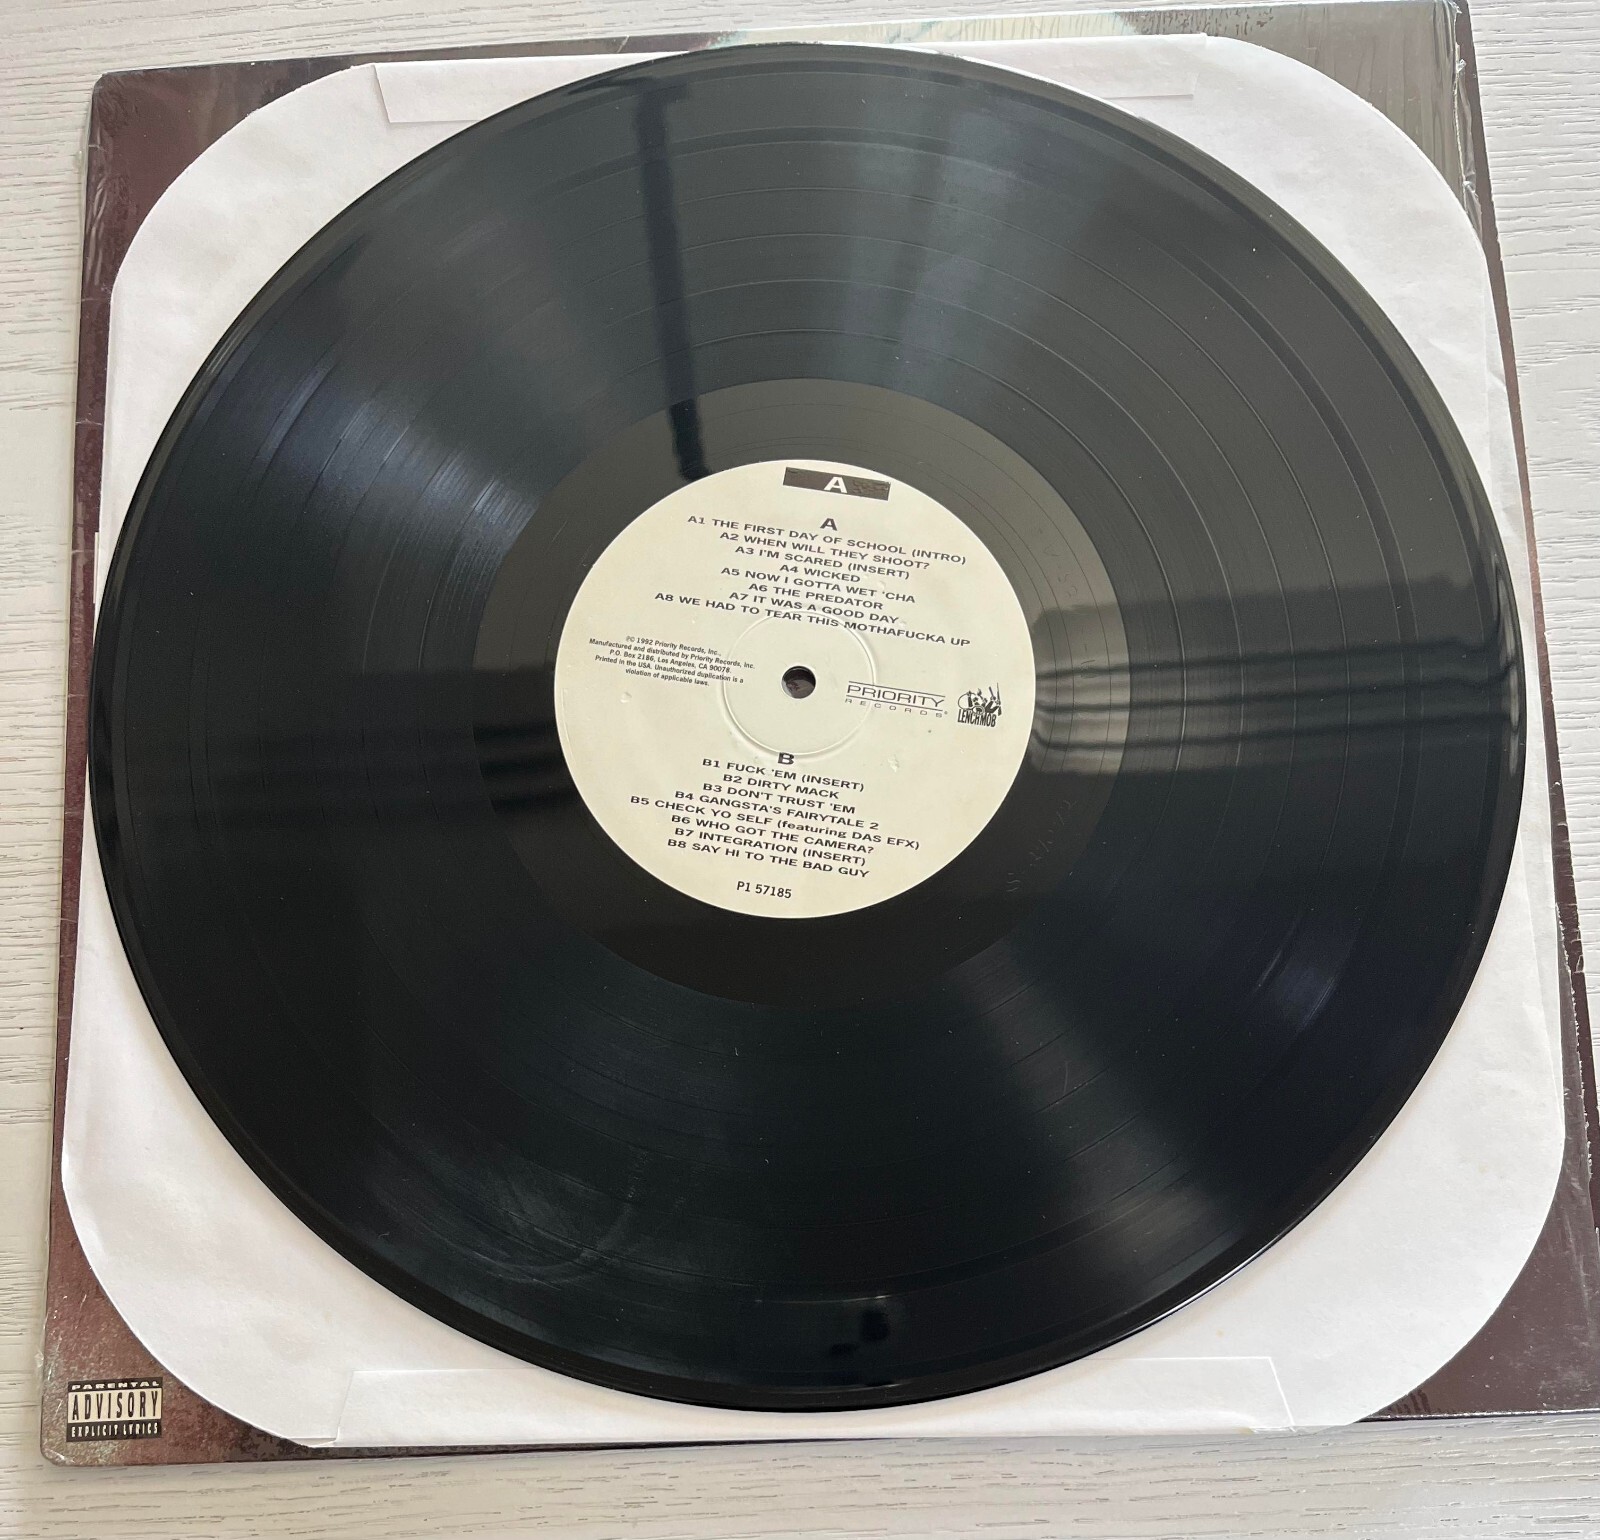 A
A
A1 THE FIRST DAY OF SCHOOL (INTRO)
A2 WHEN WILL THEY SHOOT?
A3 I'M SCARED (INSERT)
A4 WICKED
A5 NOW I GOTTA WET 'CHA
A6 THE PREDATOR
A7 IT WAS A GOOD DAY
A8 WE HAD TO TEAR THIS MOTHAFUCKA UP
℗© 1992 Priority Records, Inc.,
Manufactured and distributed by Priority Records, Inc.
P.O. Box 2186, Los Angeles, CA 90078.
Printed in the USA. Unauthorized duplication is a
violation of applicable laws.
PRIORITY
RECORDS®
LENCH MOB
B
B1 FUCK 'EM (INSERT)
B2 DIRTY MACK
B3 DON'T TRUST 'EM
B4 GANGSTA'S FAIRYTALE 2
B5 CHECK YO SELF (featuring DAS EFX)
B6 WHO GOT THE CAMERA?
B7 INTEGRATION (INSERT)
B8 SAY HI TO THE BAD GUY
P1 57185
PARENTAL
ADVISORY
EXPLICIT LYRICS